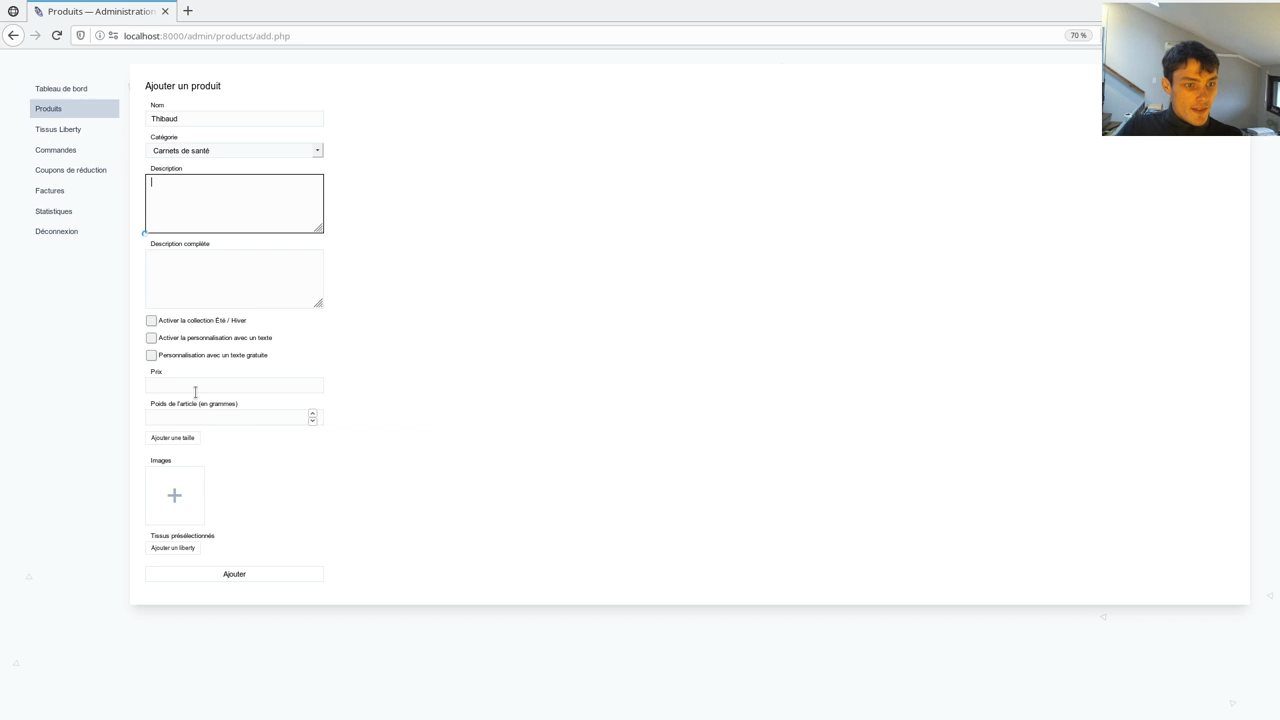 Produits — Administration
localhost:8000/admin/products/add.php
70 %
Tableau de bord
Produits
Tissus Liberty
Commandes
Coupons de réduction
Factures
Statistiques
Déconnexion
Ajouter un produit
Nom
Thibaud
Catégorie
Carnets de santé
Description
Description complète
Activer la collection Été / Hiver
Activer la personnalisation avec un texte
Personnalisation avec un texte gratuite
Prix
Poids de l'article (en grammes)
Ajouter une taille
Images
Tissus présélectionnés
Ajouter un liberty
Ajouter